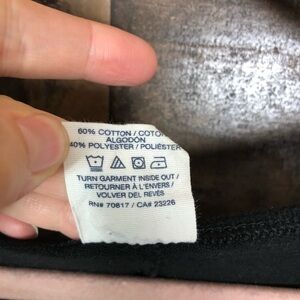 60% COTTON / COTON
ALGODÓN
40% POLYESTER / POLIÉSTER
TURN GARMENT INSIDE OUT /
RETOURNER À L'ENVERS /
VOLVER DEL REVÉS
RN# 70617 / CA# 23226